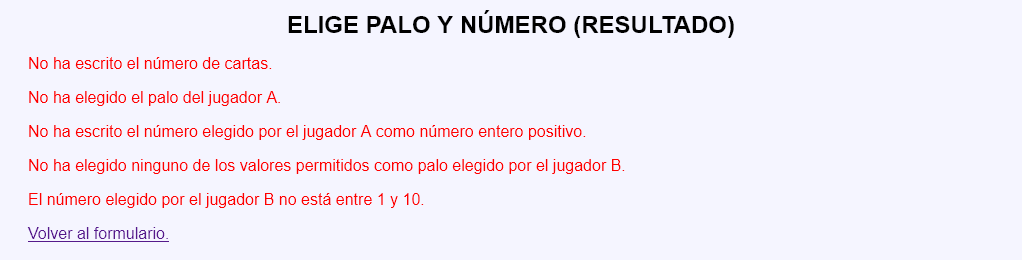 ELIGE PALO Y NÚMERO (RESULTADO)
No ha escrito el número de cartas.
No ha elegido el palo del jugador A.
No ha escrito el número elegido por el jugador A como número entero positivo.
No ha elegido ninguno de los valores permitidos como palo elegido por el jugador B.
El número elegido por el jugador B no está entre 1 y 10.
Volver al formulario.